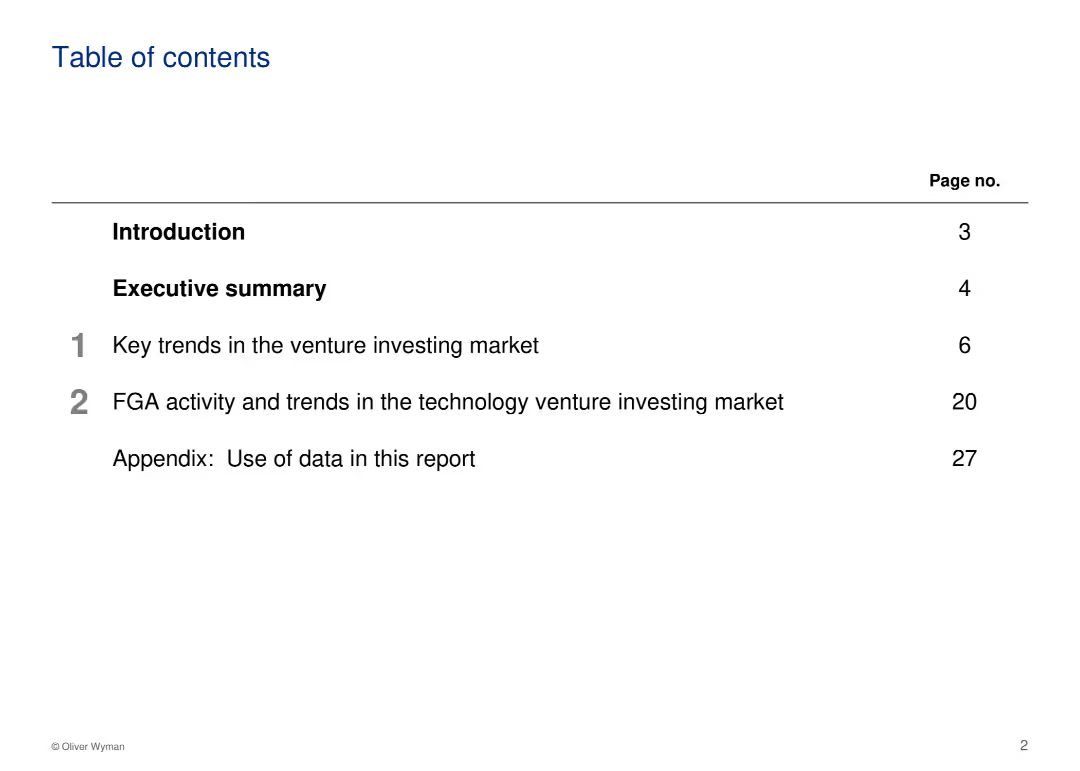 Table of contents
Page no.
Introduction 3
Executive summary 4
1 Key trends in the venture investing market 6
2 FGA activity and trends in the technology venture investing market 20
Appendix:  Use of data in this report 27
© Oliver Wyman 2